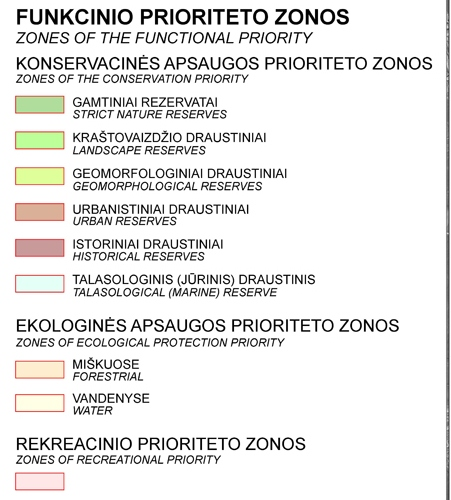 FUNKCINIO PRIORITETO ZONOS
ZONES OF THE FUNCTIONAL PRIORITY
KONSERVACINĖS APSAUGOS PRIORITETO ZONOS
ZONES OF THE CONSERVATION PRIORITY
GAMTINIAI REZERVATAI
STRICT NATURE RESERVES
KRAŠTOVAIZDŽIO DRAUSTINIAI
LANDSCAPE RESERVES
GEOMORFOLOGINIAI DRAUSTINIAI
GEOMORPHOLOGICAL RESERVES
URBANISTINIAI DRAUSTINIAI
URBAN RESERVES
ISTORINIAI DRAUSTINIAI
HISTORICAL RESERVES
TALASOLOGINIS (JŪRINIS) DRAUSTINIS
TALASOLOGICAL (MARINE) RESERVE
EKOLOGINĖS APSAUGOS PRIORITETO ZONOS
ZONES OF ECOLOGICAL PROTECTION PRIORITY
MIŠKUOSE
FORESTRIAL
VANDENYSE
WATER
REKREACINIO PRIORITETO ZONOS
ZONES OF RECREATIONAL PRIORITY